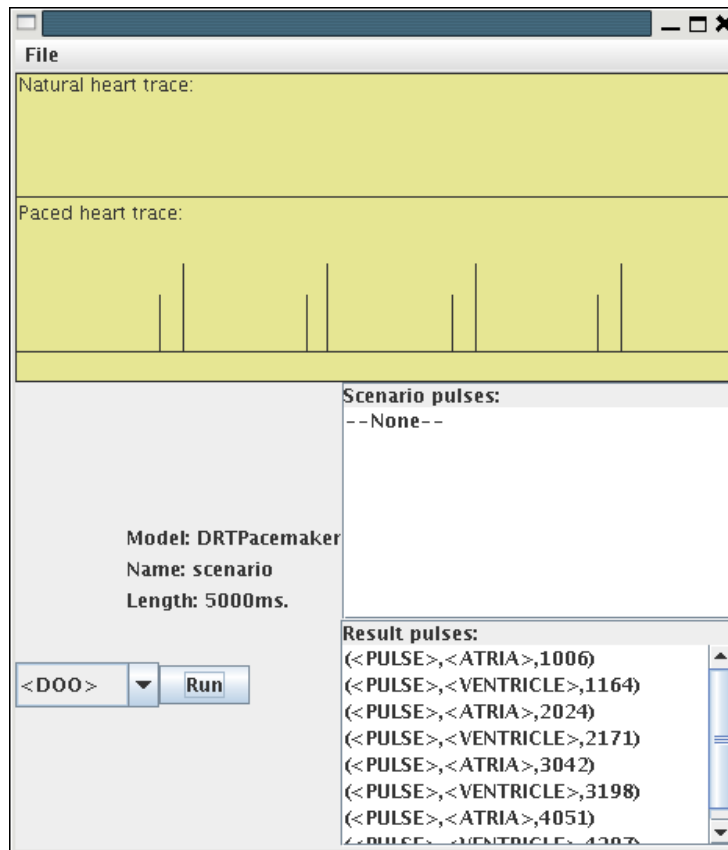 File
Natural heart trace:
Paced heart trace:
Scenario pulses:
--None--
Model: DRTPacemaker
Name: scenario
Length: 5000ms.
<DOO>
Run
Result pulses:
(<PULSE>,<ATRIA>,1006)
(<PULSE>,<VENTRICLE>,1164)
(<PULSE>,<ATRIA>,2024)
(<PULSE>,<VENTRICLE>,2171)
(<PULSE>,<ATRIA>,3042)
(<PULSE>,<VENTRICLE>,3198)
(<PULSE>,<ATRIA>,4051)